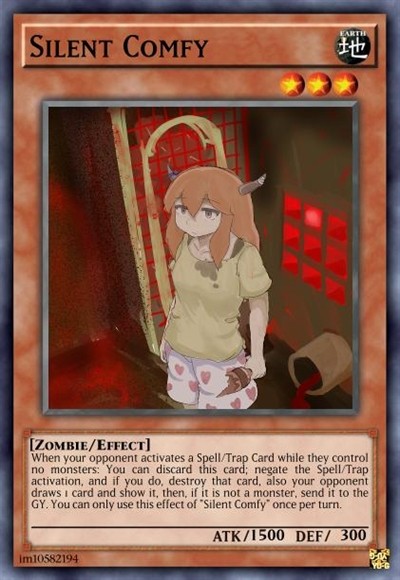 Silent Comfy
EARTH
地
[Zombie/Effect]
When your opponent activates a Spell/Trap Card while they control
no monsters: You can discard this card; negate the Spell/Trap
activation, and if you do, destroy that card, also your opponent
draws 1 card and show it, then, if it is not a monster, send it to the
GY. You can only use this effect of "Silent Comfy" once per turn.
ATK/1500 DEF/ 300
im10582194